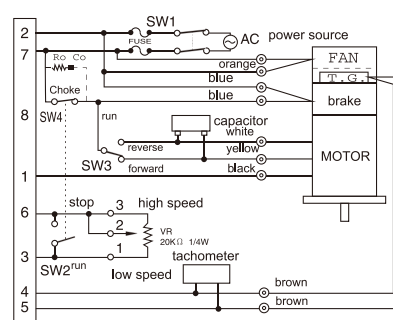 SW1
2
FUSE
AC
power source
7
Ro Co
orange
FAN
blue
T.G.
Choke
blue
brake
SW4
run
8
capacitor
white
reverse
yellow
SW3
forward
MOTOR
1
black
6
stop
3
high speed
2
VR
20KΩ 1/4W
3
SW2
run
1
low speed
tachometer
4
brown
5
brown